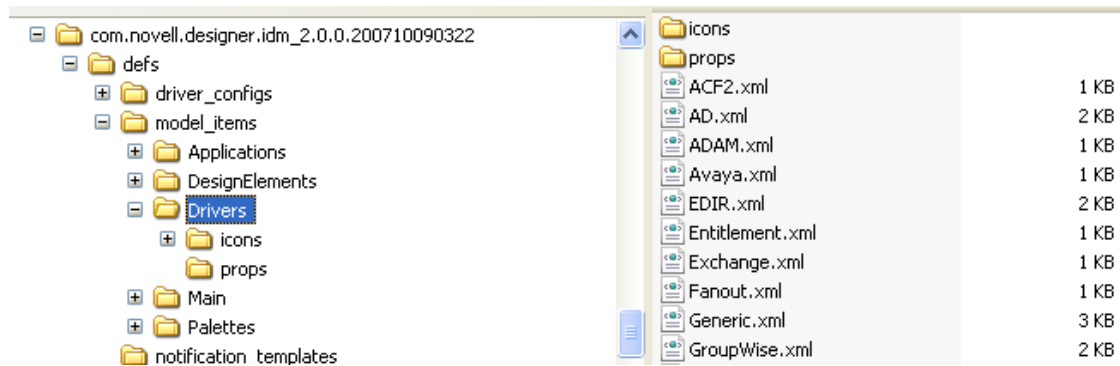 com.novell.designer.idm_2.0.0.200710090322
defs
driver_configs
model_items
Applications
DesignElements
Drivers
icons
props
Main
Palettes
notification_templates
icons
props
ACF2.xml 1 KB
AD.xml 2 KB
ADAM.xml 1 KB
Avaya.xml 1 KB
EDIR.xml 2 KB
Entitlement.xml 1 KB
Exchange.xml 1 KB
Fanout.xml 1 KB
Generic.xml 3 KB
GroupWise.xml 2 KB